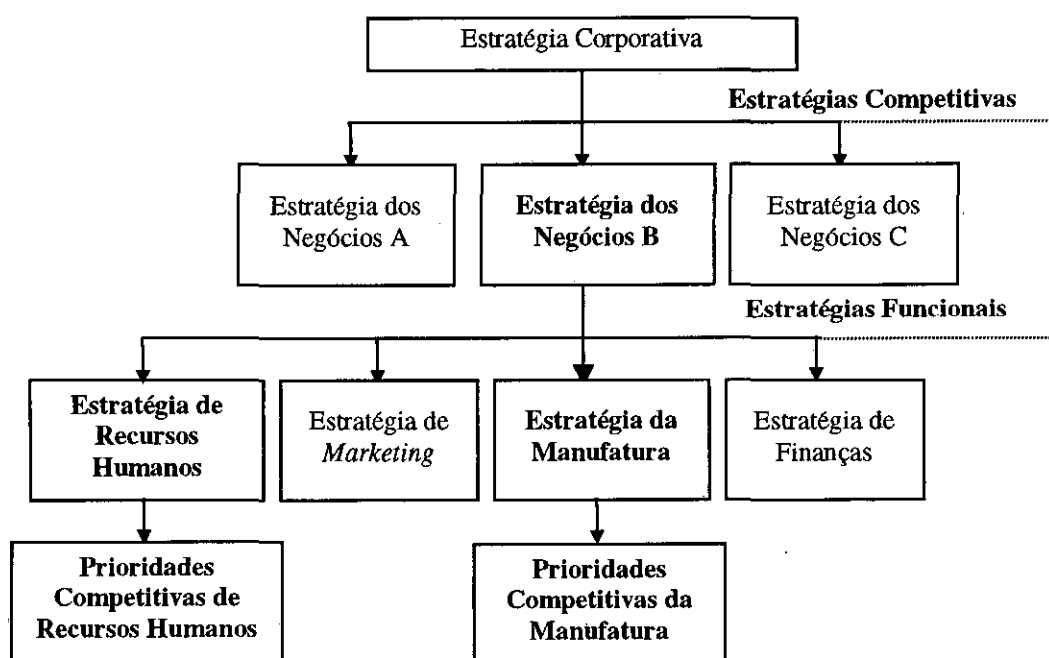 Estratégia Corporativa
Estratégias Competitivas
Estratégia dos
Negócios A
Estratégia dos
Negócios B
Estratégia dos
Negócios C
Estratégias Funcionais
Estratégia de
Recursos
Humanos
Estratégia de
Marketing
Estratégia da
Manufatura
Estratégia de
Finanças
Prioridades
Competitivas de
Recursos Humanos
Prioridades
Competitivas da
Manufatura